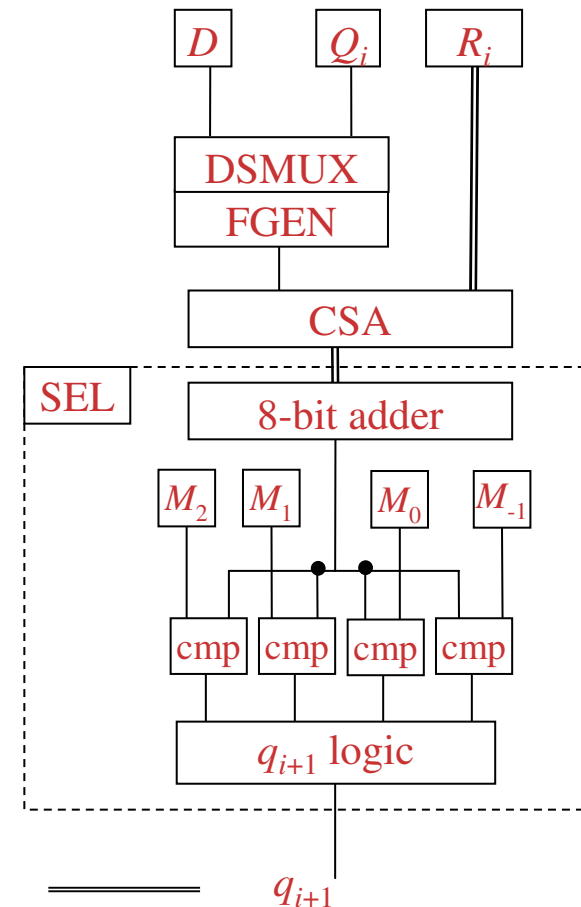 D Q_i R_i
DSMUX
FGEN
CSA
SEL
8-bit adder
M_2 M_1 M_0 M_{-1}
cmp cmp cmp cmp
q_{i+1} logic
q_{i+1}